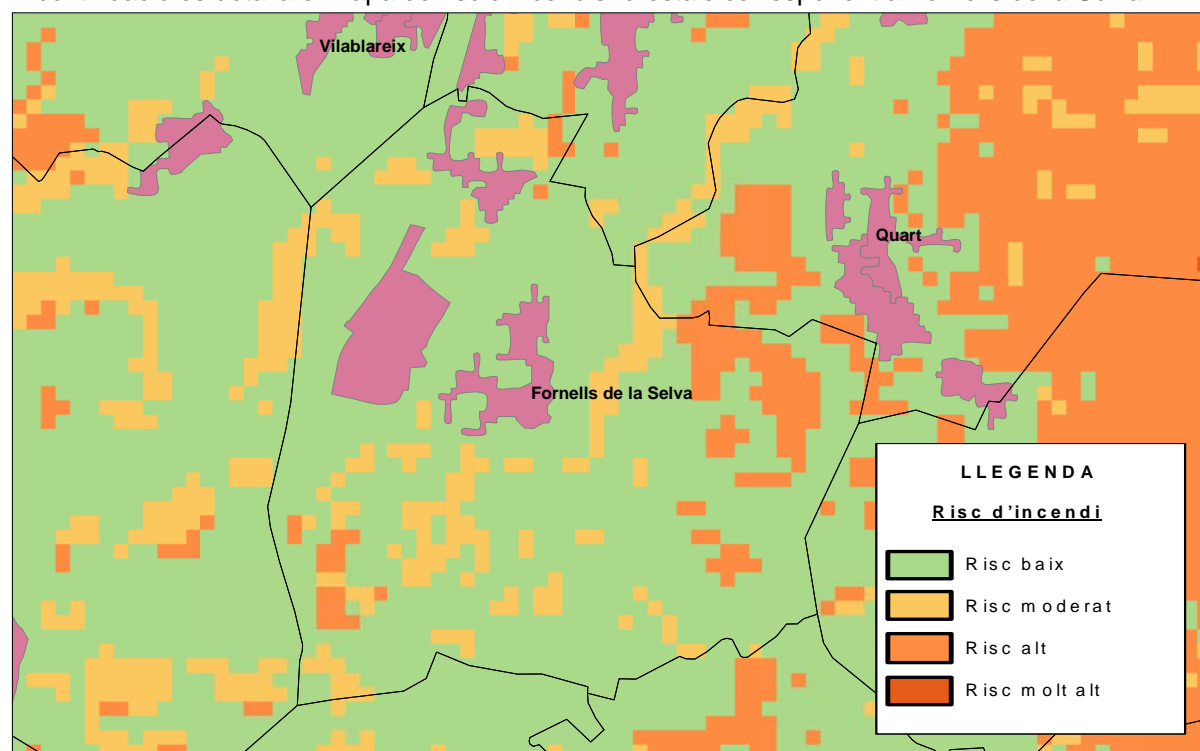 Vilablareix
Quart
Fornells de la Selva
LLEGENDA
Risc d'incendi
Risc baix
Risc moderat
Risc alt
Risc molt alt